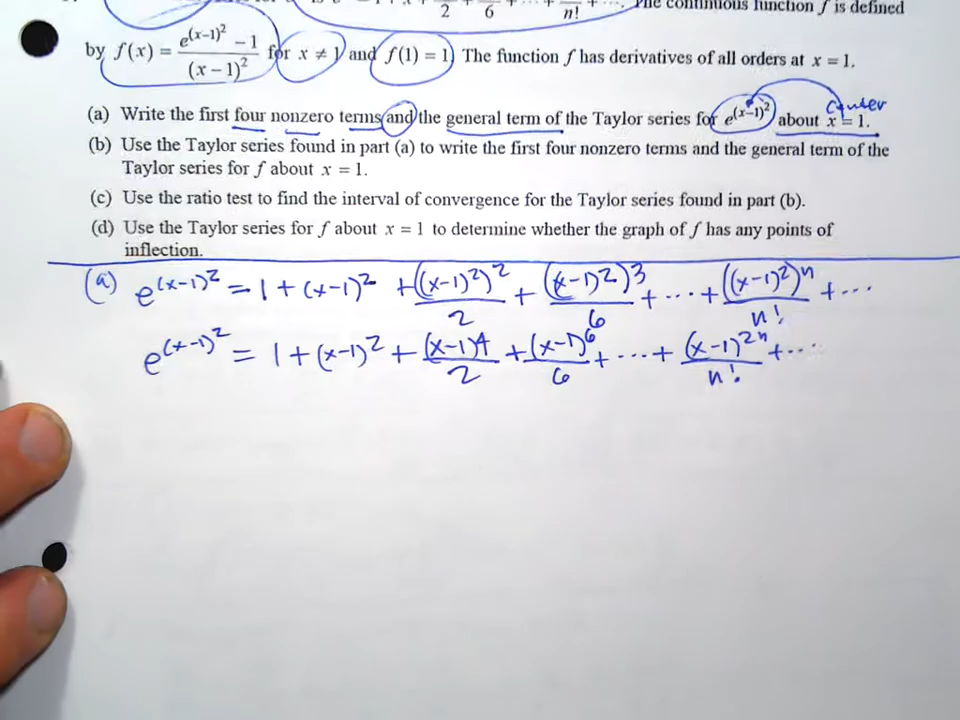 2 6 n! The continuous function f is defined
by f(x) = (e^{(x-1)^2} - 1)/(x - 1)^2 for x ≠ 1 and f(1) = 1. The function f has derivatives of all orders at x = 1.
center
(a) Write the first four nonzero terms and the general term of the Taylor series for e^{(x-1)^2} about x = 1.
(b) Use the Taylor series found in part (a) to write the first four nonzero terms and the general term of the
Taylor series for f about x = 1.
(c) Use the ratio test to find the interval of convergence for the Taylor series found in part (b).
(d) Use the Taylor series for f about x = 1 to determine whether the graph of f has any points of
inflection.
(a) e^{(x-1)^2} = 1 + (x-1)^2 + ((x-1)^2)^2/2 + ((x-1)^2)^3/6 + ··· + ((x-1)^2)^n/n! + ···
e^{(x-1)^2} = 1 + (x-1)^2 + (x-1)^4/2 + (x-1)^6/6 + ··· + (x-1)^{2n}/n! + ···